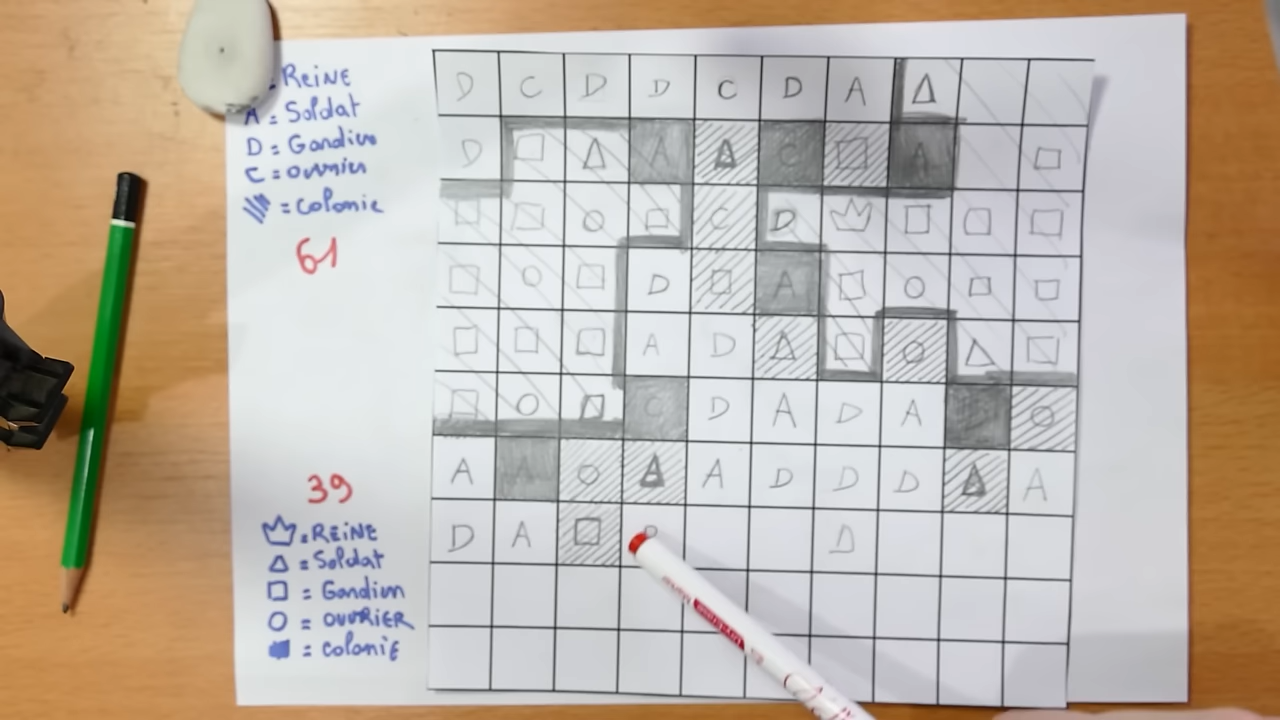 = REINE
A = Soldat
D = Gardien
C = ouvrier
= colonie
61
39
= REINE
= Soldat
= Gardien
= OUVRIER
= colonie
D C D D C D A
D A A C A
C D
D A
A D
C D A D A D
A A A D D D A
D A D